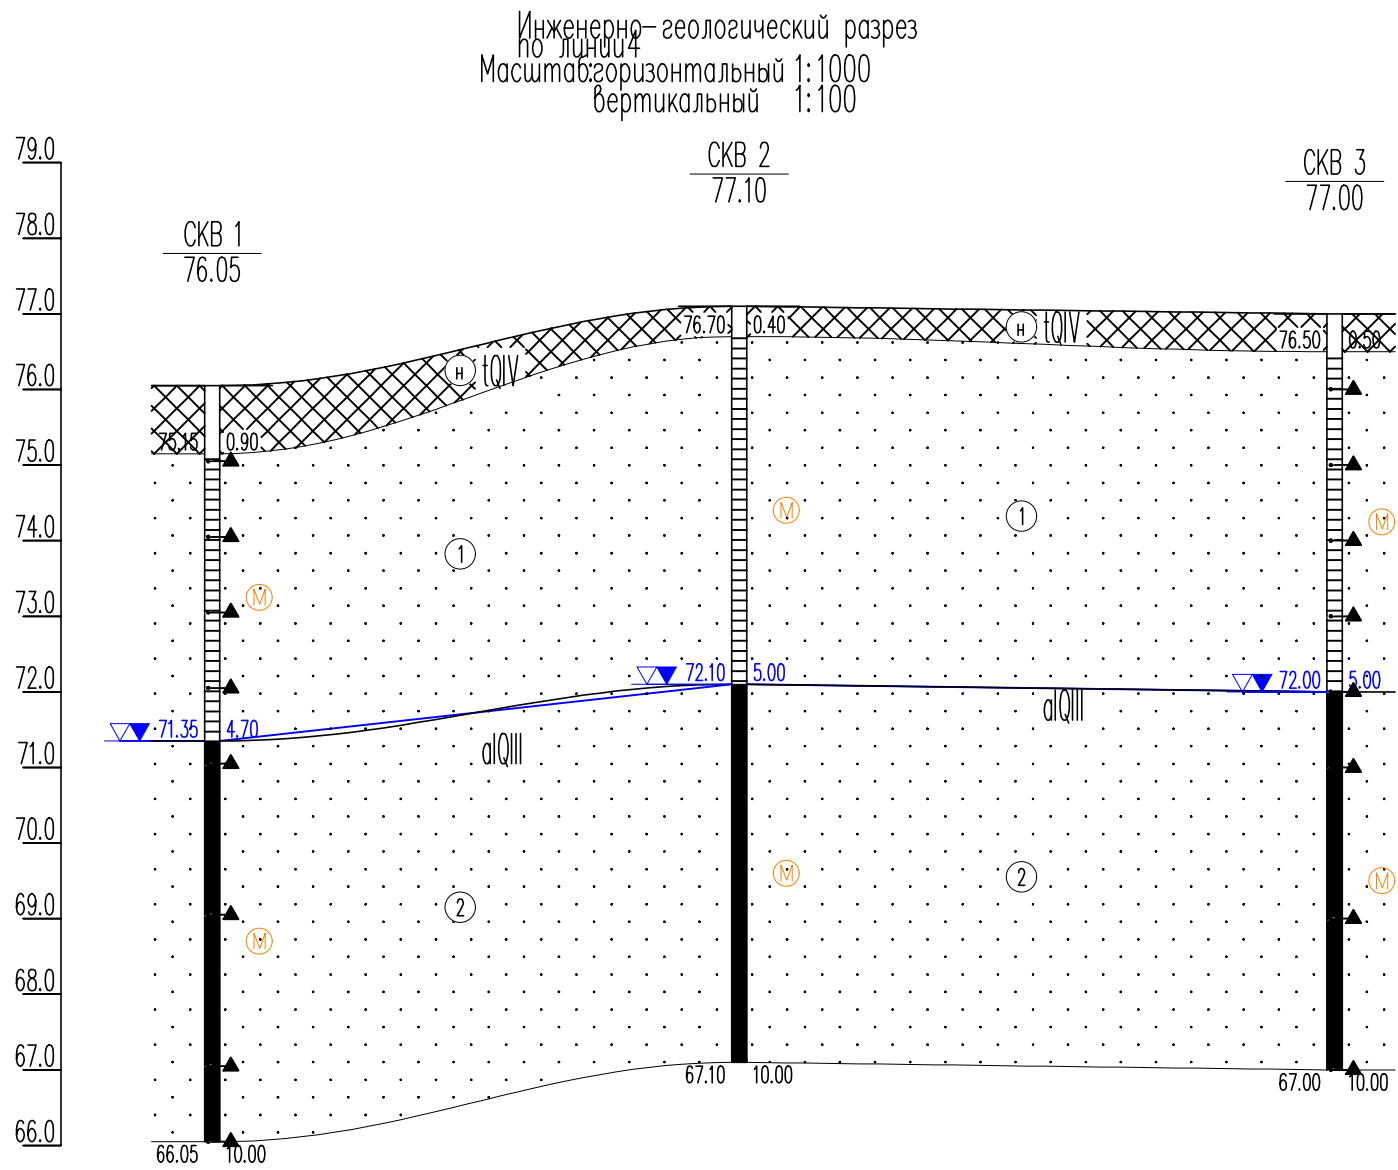 Инженерно-геологический разрез
по линии4
Масштаб:горизонтальный 1:1000
вертикальный 1:100
79.0
78.0
77.0
76.0
75.0
74.0
73.0
72.0
71.0
70.0
69.0
68.0
67.0
66.0
СКВ 1
76.05
СКВ 2
77.10
СКВ 3
77.00
76.70 0.40
н tQIV
76.50 0.50
н tQIV
75.15 0.90
М
1
М
1
М
72.10 5.00
72.00 5.00
71.35 4.70
alQIII
alQIII
М
2
М
2
М
67.10 10.00
67.00 10.00
66.05 10.00